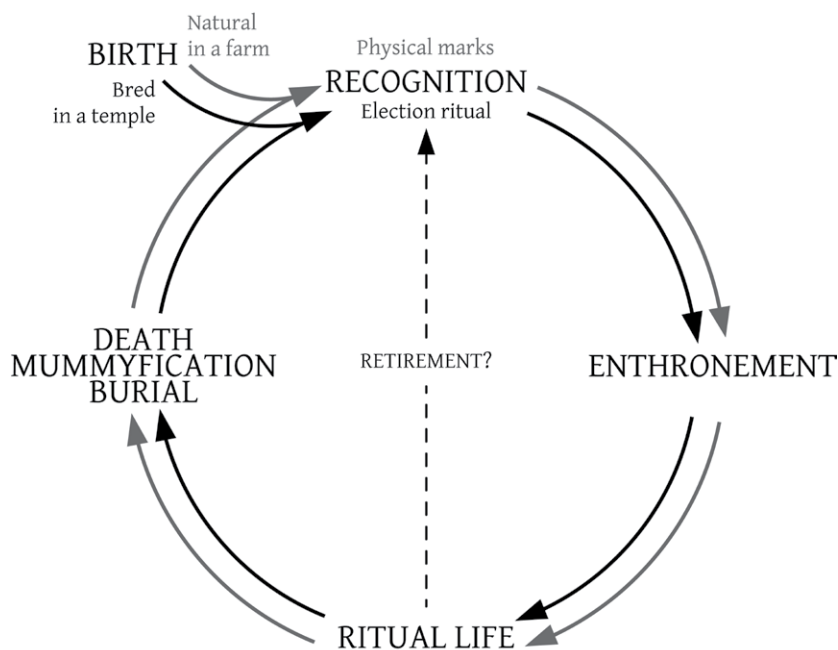 BIRTH
Natural
in a farm
Bred
in a temple
Physical marks
RECOGNITION
Election ritual
DEATH
MUMMYFICATION
BURIAL
RETIREMENT?
ENTHRONEMENT
RITUAL LIFE